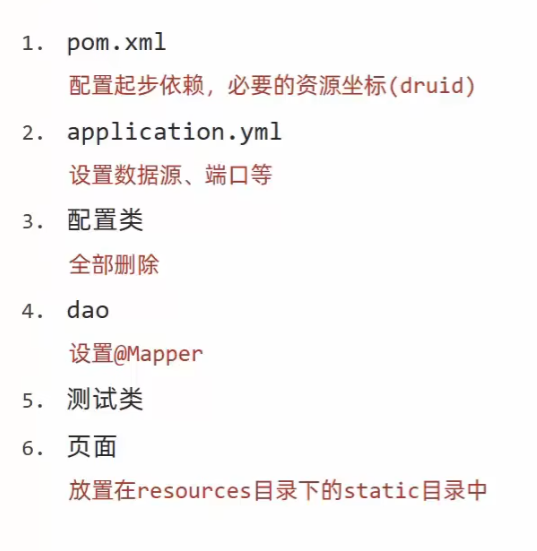 1. pom.xml
配置起步依赖，必要的资源坐标(druid)
2. application.yml
设置数据源、端口等
3. 配置类
全部删除
4. dao
设置@Mapper
5. 测试类
6. 页面
放置在resources目录下的static目录中